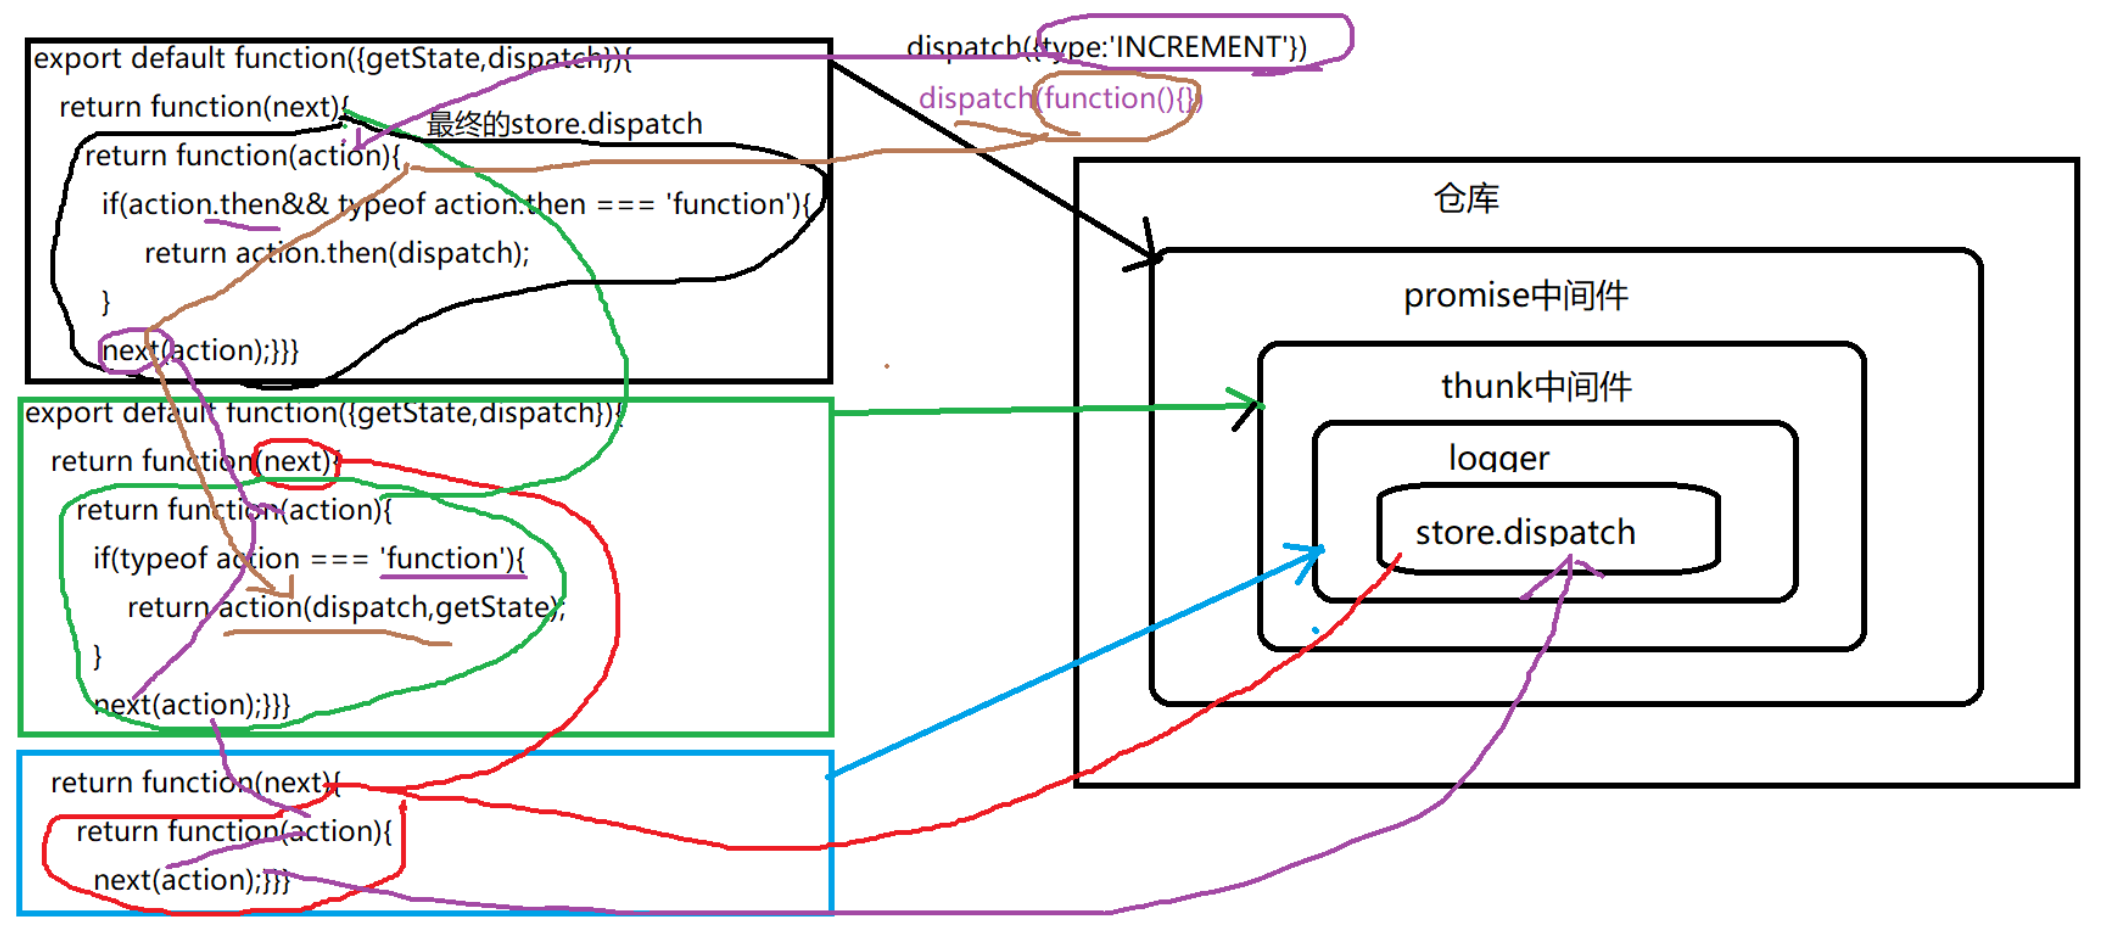 export default function({getState,dispatch}){
return function(next){
最终的store.dispatch
return function(action){
if(action.then&& typeof action.then === 'function'){
return action.then(dispatch);
}
next(action);}}}
export default function({getState,dispatch}){
return function(next){
return function(action){
if(typeof action === 'function'){
return action(dispatch,getState);
}
next(action);}}}
return function(next){
return function(action){
next(action);}}}
dispatch({type:'INCREMENT'})
dispatch(function(){})
仓库
promise中间件
thunk中间件
logger
store.dispatch